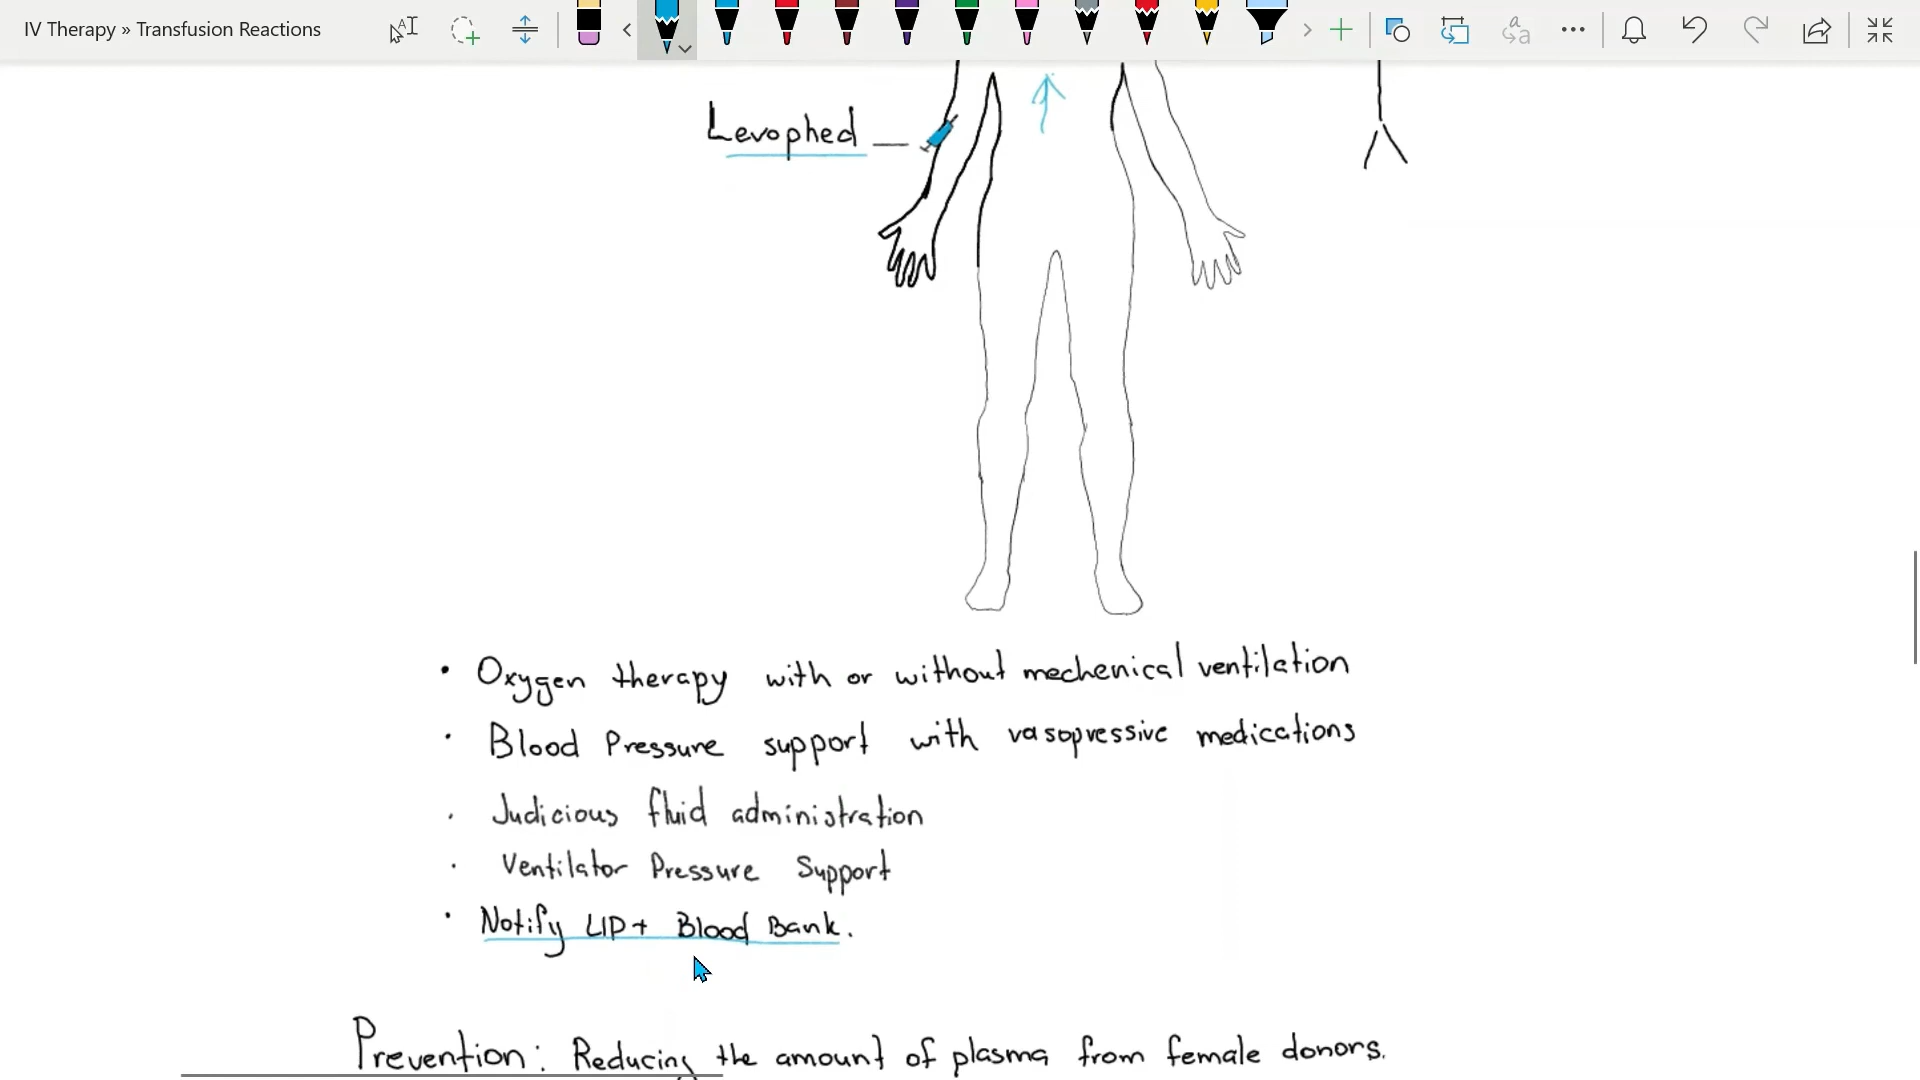 IV Therapy » Transfusion Reactions
Levophed
• Oxygen therapy with or without mechenical ventilation
• Blood Pressure support with vasopressive medications
• Judicious fluid administration
• Ventilator Pressure Support
• Notify LIP + Blood Bank.
Prevention: Reducing the amount of plasma from female donors.